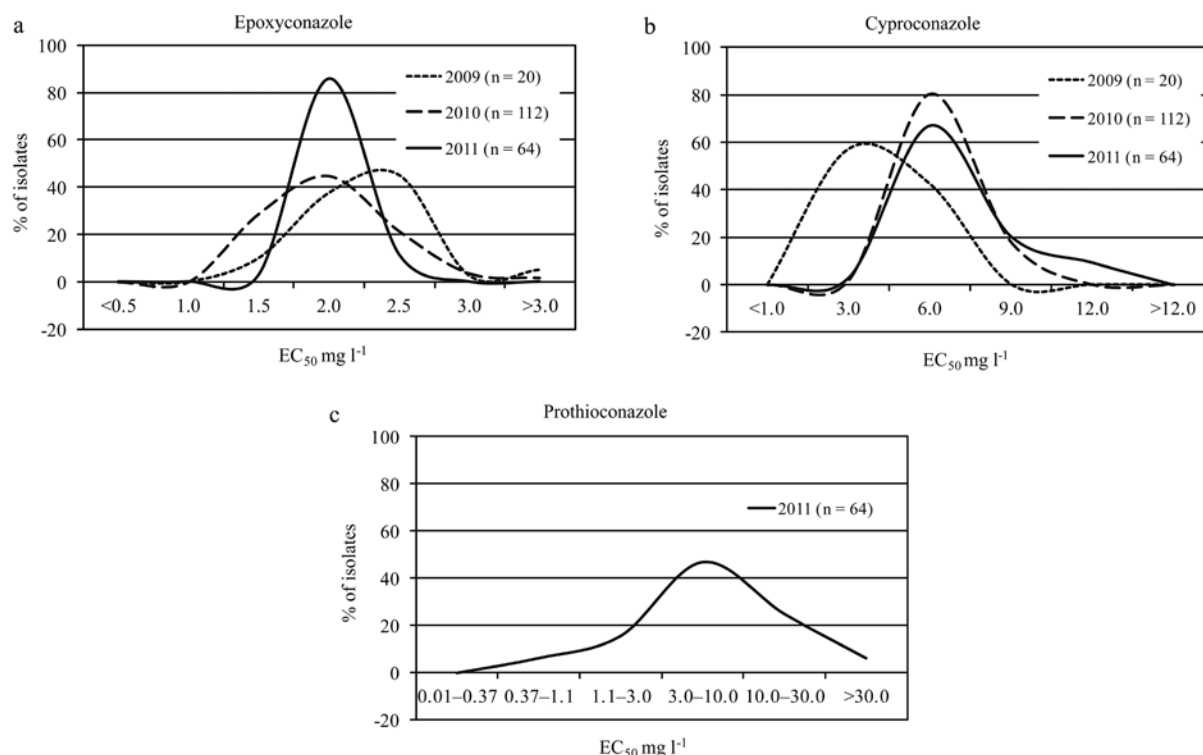 a
Epoxyconazole
100
80
60
40
20
0
-20
% of isolates
2009 (n = 20)
2010 (n = 112)
2011 (n = 64)
<0.5 1.0 1.5 2.0 2.5 3.0 >3.0
EC50 mg l-1
b
Cyproconazole
100
80
60
40
20
0
-20
% of isolates
2009 (n = 20)
2010 (n = 112)
2011 (n = 64)
<1.0 3.0 6.0 9.0 12.0 >12.0
EC50 mg l-1
c
Prothioconazole
100
80
60
40
20
0
-20
% of isolates
2011 (n = 64)
0.01–0.37 0.37–1.1 1.1–3.0 3.0–10.0 10.0–30.0 >30.0
EC50 mg l-1